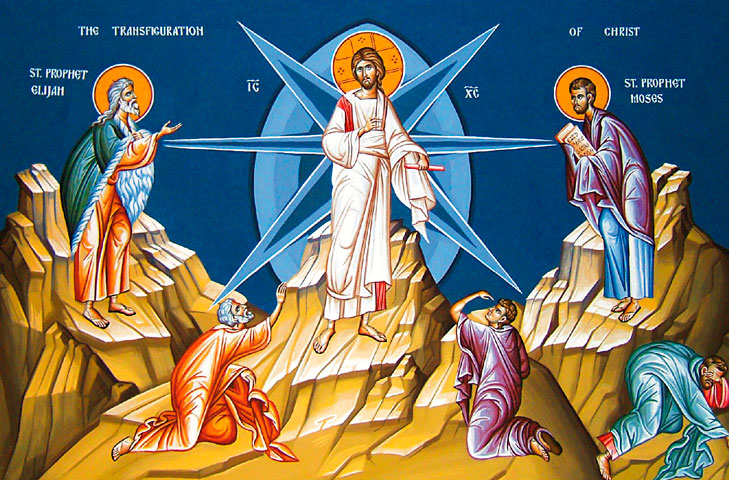 THE TRANSFIGURATION
OF CHRIST
ST. PROPHET
ELIJAH
IC
XC
ST. PROPHET
MOSES